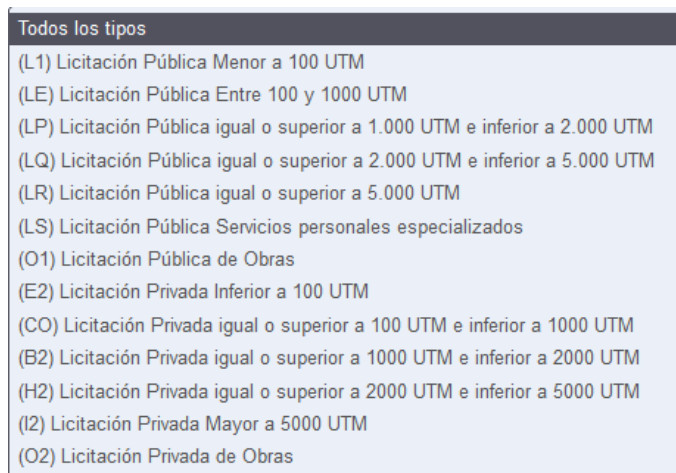 Todos los tipos
(L1) Licitación Pública Menor a 100 UTM
(LE) Licitación Pública Entre 100 y 1000 UTM
(LP) Licitación Pública igual o superior a 1.000 UTM e inferior a 2.000 UTM
(LQ) Licitación Pública igual o superior a 2.000 UTM e inferior a 5.000 UTM
(LR) Licitación Pública igual o superior a 5.000 UTM
(LS) Licitación Pública Servicios personales especializados
(O1) Licitación Pública de Obras
(E2) Licitación Privada Inferior a 100 UTM
(CO) Licitación Privada igual o superior a 100 UTM e inferior a 1000 UTM
(B2) Licitación Privada igual o superior a 1000 UTM e inferior a 2000 UTM
(H2) Licitación Privada igual o superior a 2000 UTM e inferior a 5000 UTM
(I2) Licitación Privada Mayor a 5000 UTM
(O2) Licitación Privada de Obras